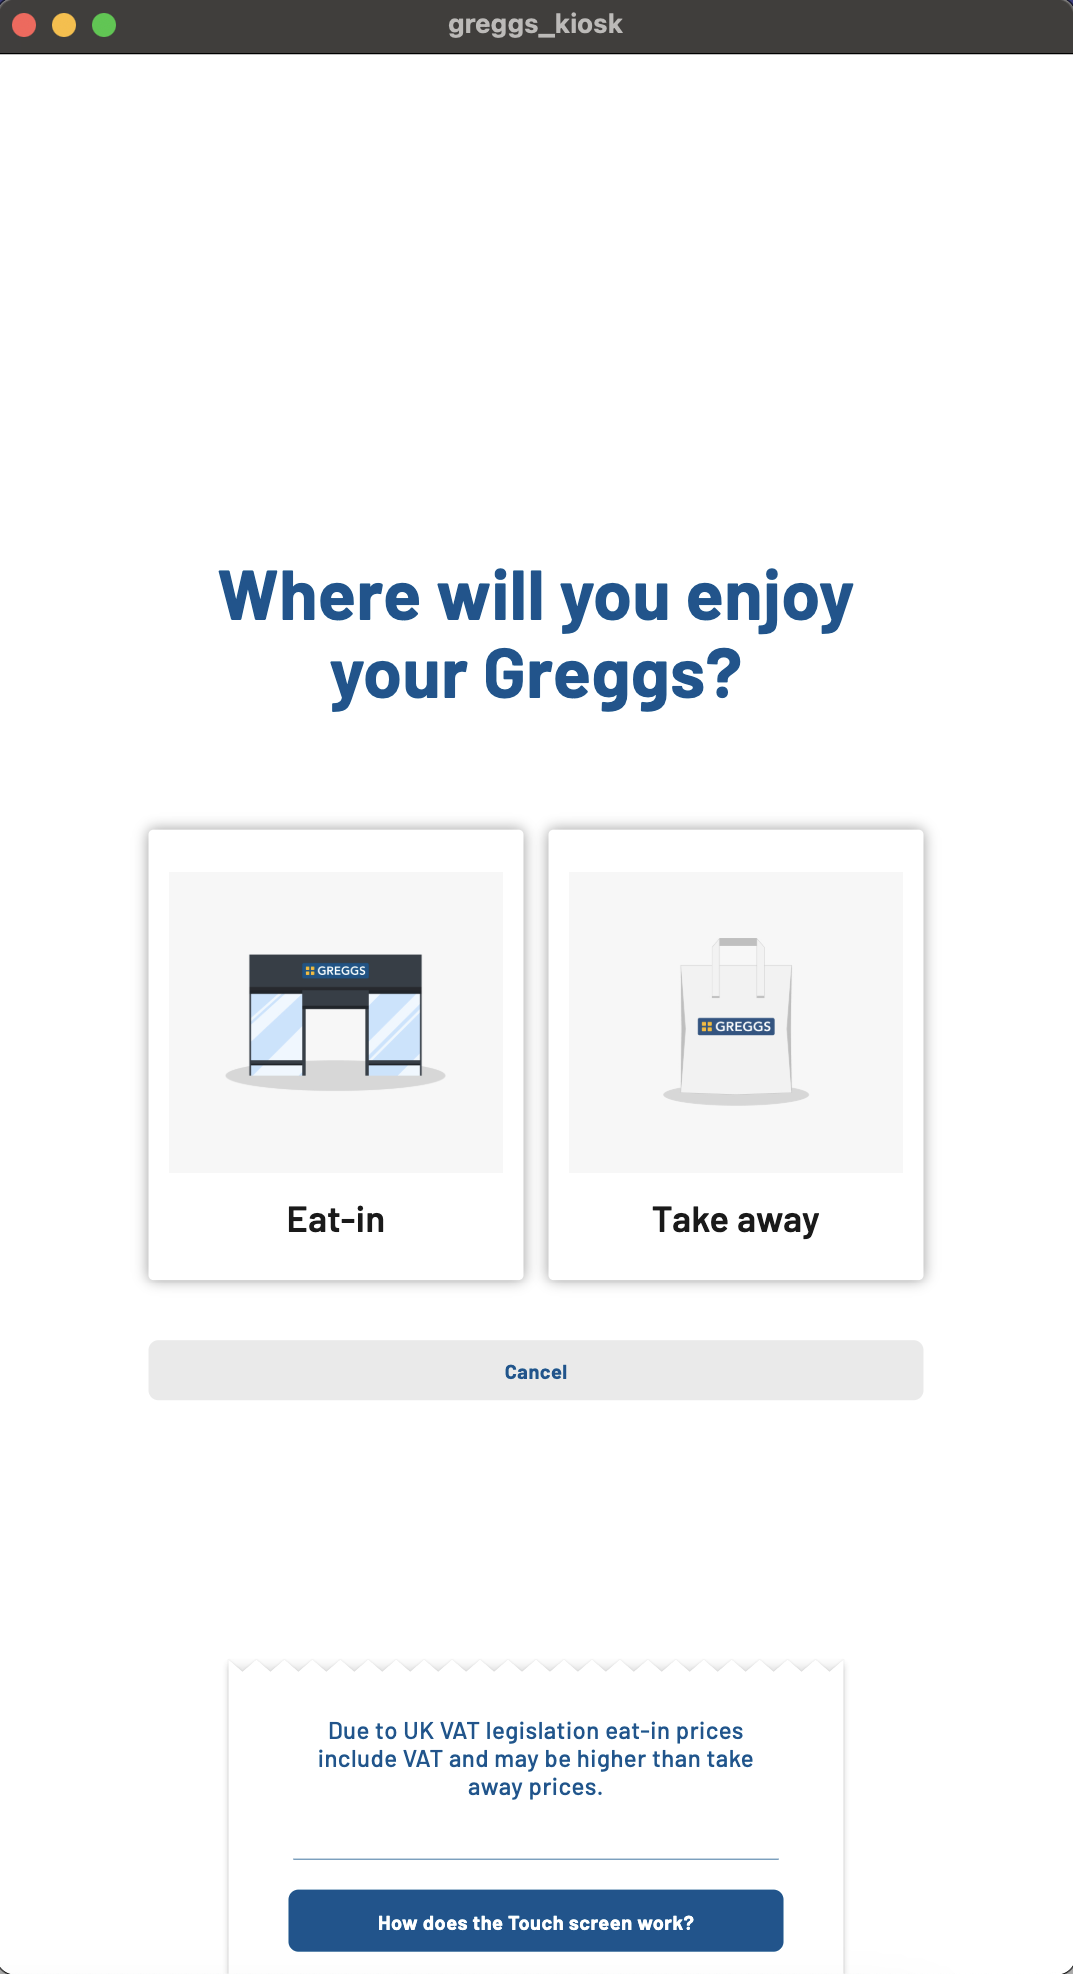 greggs_kiosk
Where will you enjoy
your Greggs?
GREGGS
GREGGS
Eat-in
Take away
Cancel
Due to UK VAT legislation eat-in prices
include VAT and may be higher than take
away prices.
How does the Touch screen work?